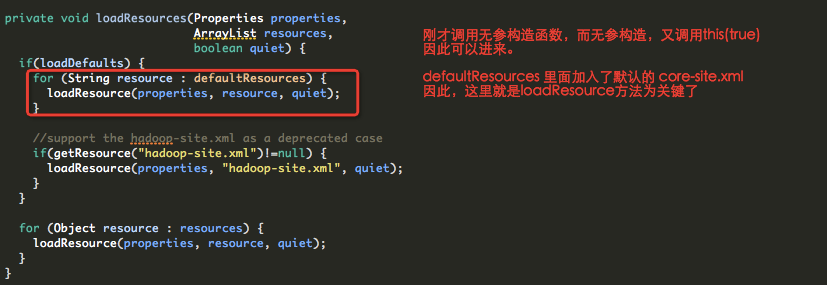 private void loadResources(Properties properties,
ArrayList resources,
boolean quiet) {
if(loadDefaults) {
for (String resource : defaultResources) {
loadResource(properties, resource, quiet);
}
//support the hadoop-site.xml as a deprecated case
if(getResource("hadoop-site.xml")!=null) {
loadResource(properties, "hadoop-site.xml", quiet);
}
}
for (Object resource : resources) {
loadResource(properties, resource, quiet);
}
}
刚才调用无参构造函数，而无参构造，又调用this(true)
因此可以进来。
defaultResources 里面加入了默认的 core-site.xml
因此，这里就是loadResource方法为关键了